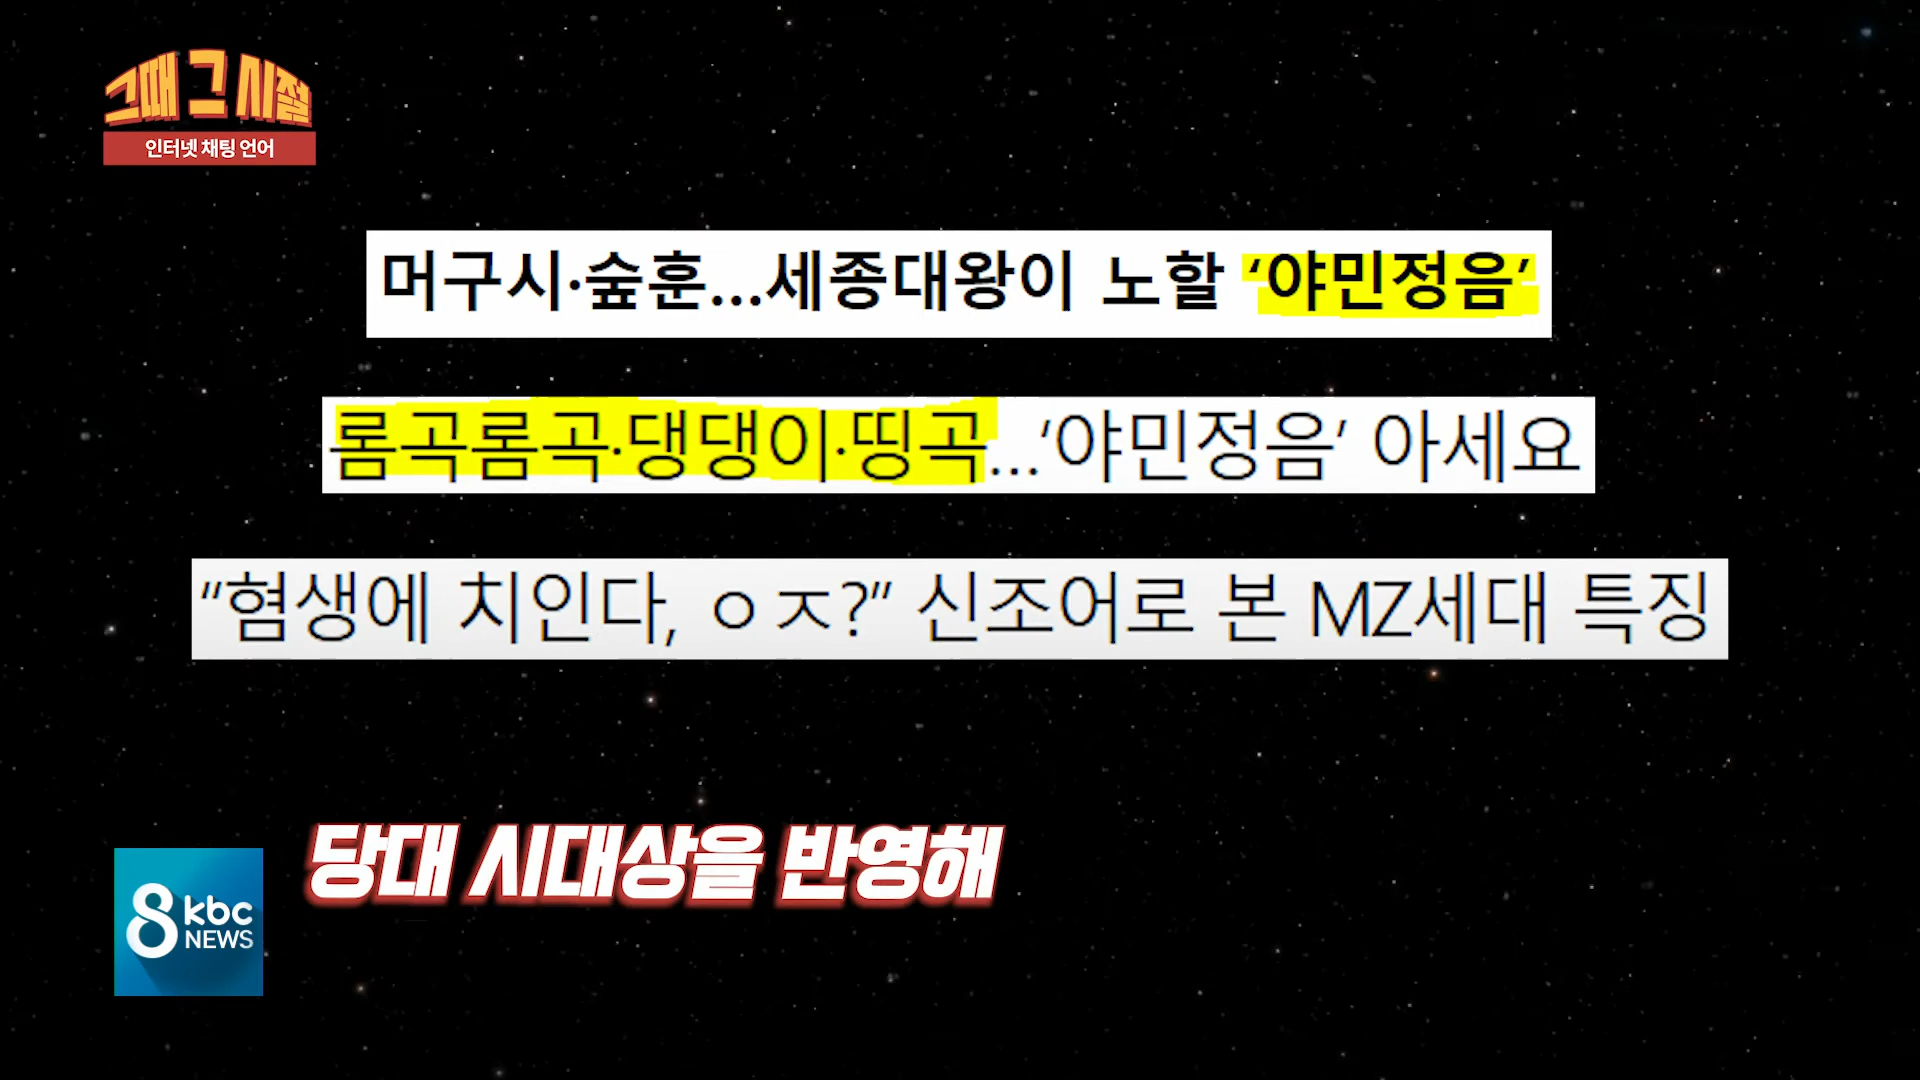 그때 그 시절
인터넷 채팅 언어
머구시·숲훈...세종대왕이 노할 ‘야민정음’
롬곡롬곡·댕댕이·띵곡...‘야민정음’ 아세요
“혐생에 치인다, ㅇㅈ?” 신조어로 본 MZ세대 특징
당대 시대상을 반영해
8 kbc
NEWS